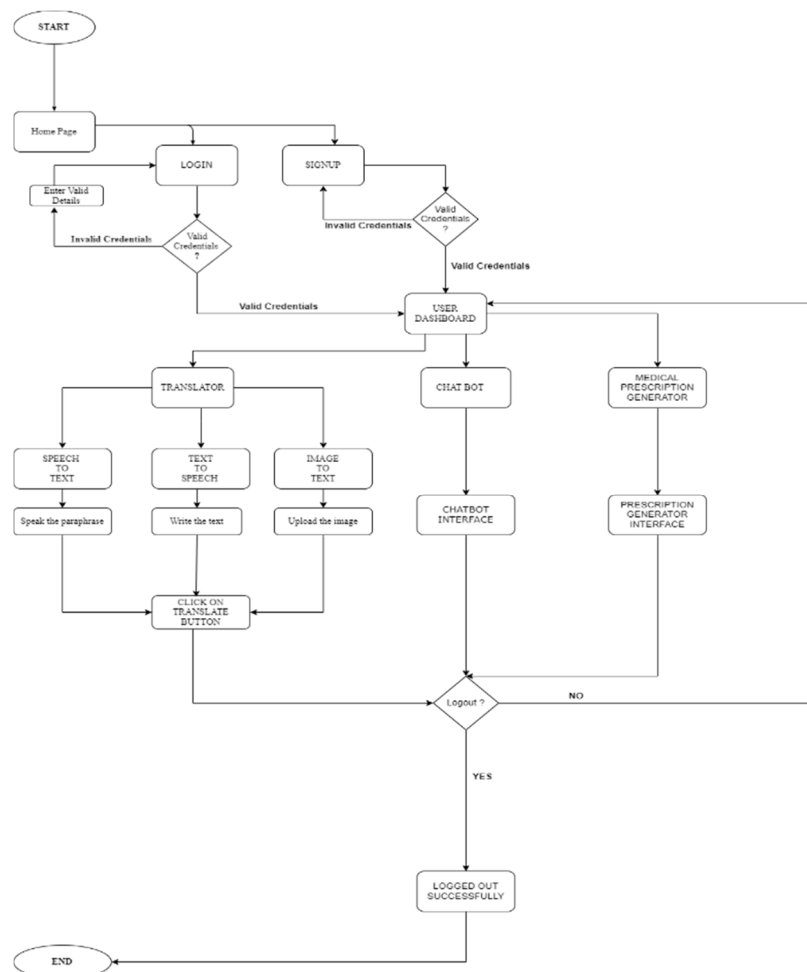 START
Home Page
LOGIN
SIGNUP
Enter Valid
Details
Invalid Credentials
Valid
Credentials
?
Invalid Credentials
Valid
Credentials
?
Valid Credentials
Valid Credentials
USER
DASHBOARD
TRANSLATOR
CHAT BOT
MEDICAL
PRESCRIPTION
GENERATOR
SPEECH
TO
TEXT
TEXT
TO
SPEECH
IMAGE
TO
TEXT
Speak the paraphrase
Write the text
Upload the image
CHATBOT
INTERFACE
PRESCRIPTION
GENERATOR
INTERFACE
CLICK ON
TRANSLATE
BUTTON
Logout ?
NO
YES
LOGGED OUT
SUCCESSFULLY
END